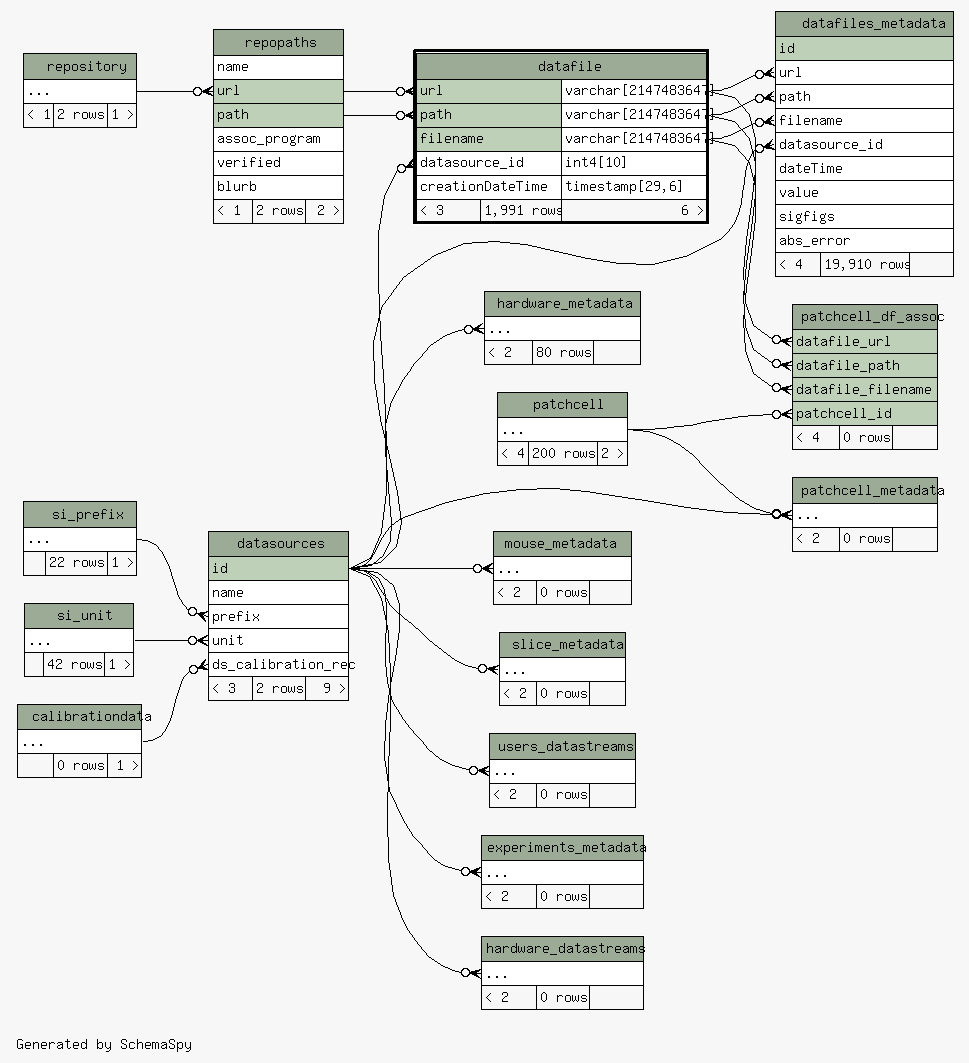 repository
...
< 1 2 rows 1 >
repopaths
name
url
path
assoc_program
verified
blurb
< 1 2 rows 2 >
datafile
url varchar[2147483647]
path varchar[2147483647]
filename varchar[2147483647]
datasource_id int4[10]
creationDateTime timestamp[29,6]
< 3 1,991 rows 6 >
datafiles_metadata
id
url
path
filename
datasource_id
dateTime
value
sigfigs
abs_error
< 4 19,910 rows
hardware_metadata
...
< 2 80 rows
patchcell_df_assoc
datafile_url
datafile_path
datafile_filename
patchcell_id
< 4 0 rows
patchcell
...
< 4 200 rows 2 >
patchcell_metadata
...
< 2 0 rows
si_prefix
...
22 rows 1 >
si_unit
...
42 rows 1 >
calibrationdata
...
0 rows 1 >
datasources
id
name
prefix
unit
ds_calibration_rec
< 3 2 rows 9 >
mouse_metadata
...
< 2 0 rows
slice_metadata
...
< 2 0 rows
users_datastreams
...
< 2 0 rows
experiments_metadata
...
< 2 0 rows
hardware_datastreams
...
< 2 0 rows
Generated by SchemaSpy